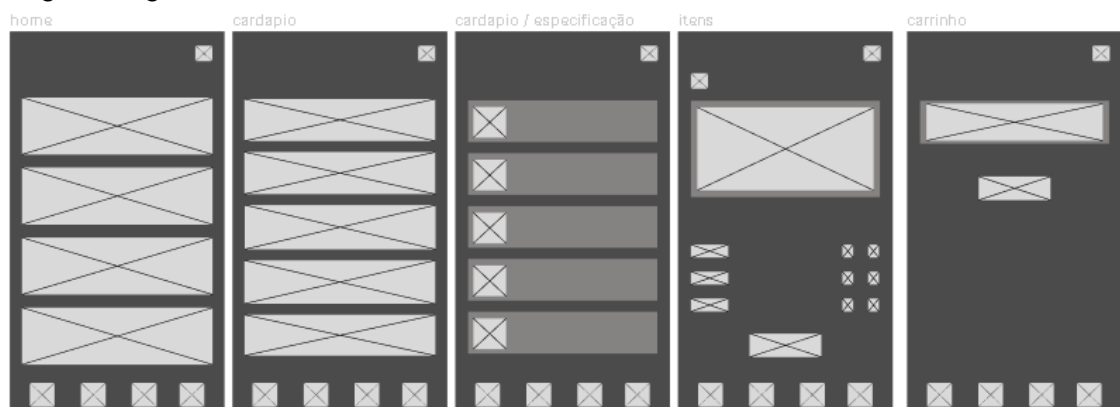 home
cardapio
cardapio / especificação
itens
carrinho